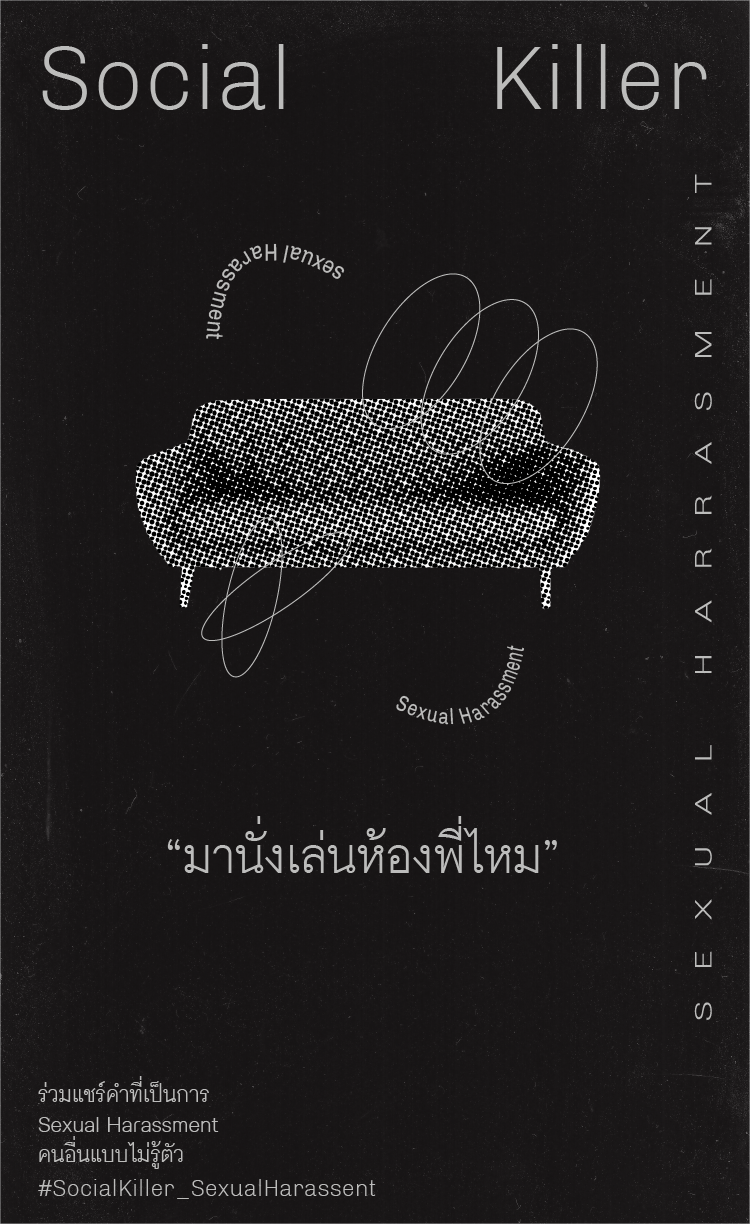 Social Killer
SEXUAL HARRASMENT
sexual Harassment
Sexual Harassment
“มานั่งเล่นห้องพี่ไหม”
ร่วมแชร์คำที่เป็นการ
Sexual Harassment
คนอื่นแบบไม่รู้ตัว
#SocialKiller_SexualHarassent